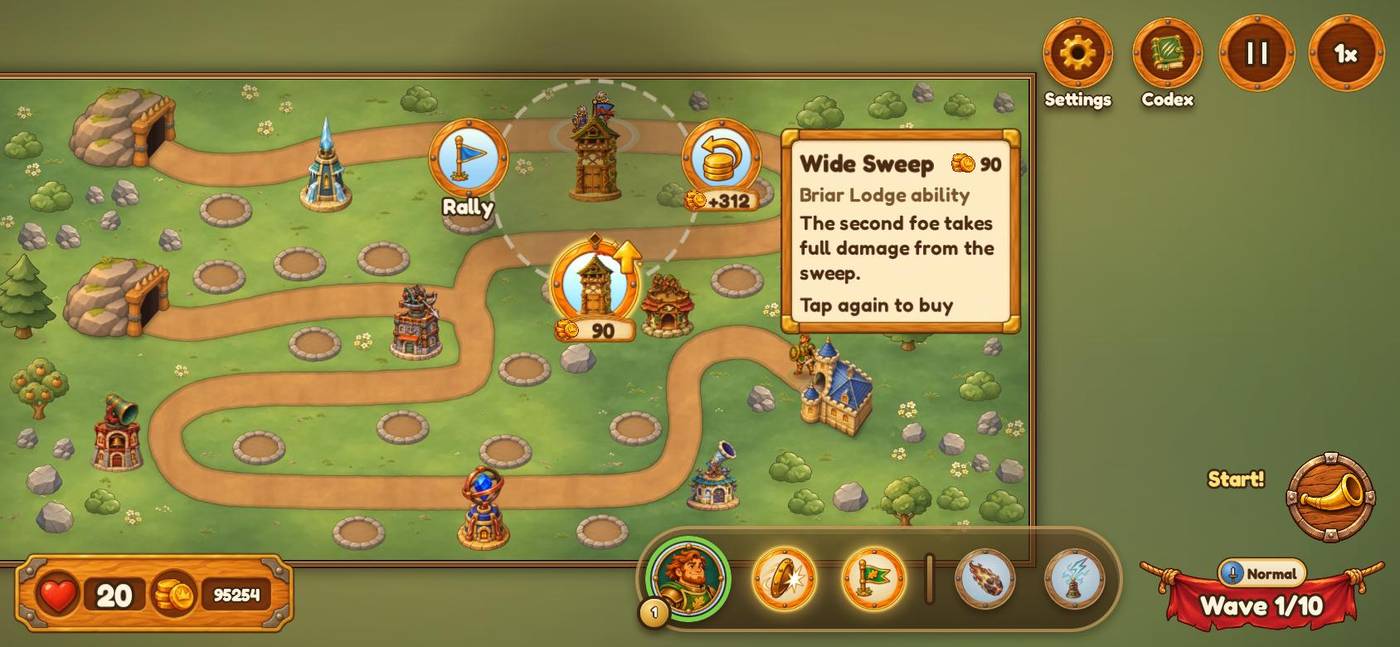 Settings
Codex
1x
Rally
+312
90
Wide Sweep 90
Briar Lodge ability
The second foe takes
full damage from the
sweep.
Tap again to buy
Start!
20
95254
1
Normal
Wave 1/10